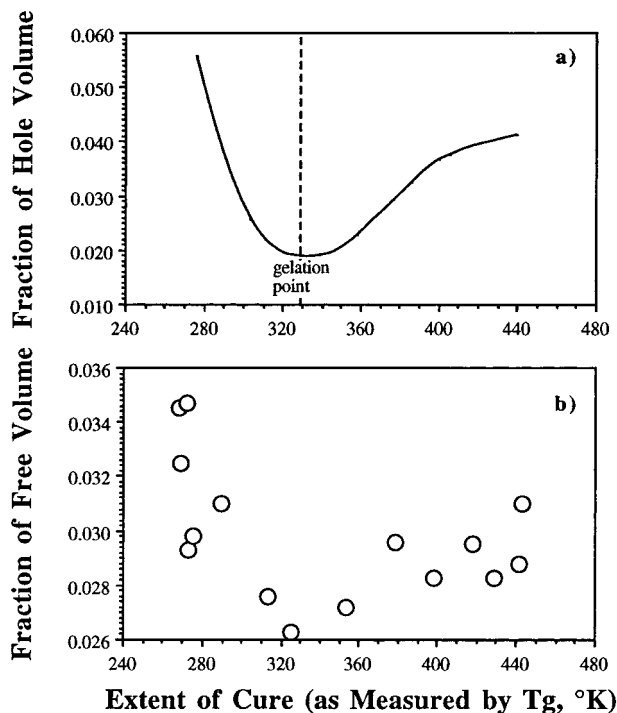 Fraction of Hole Volume
0.060
0.050
0.040
0.030
0.020
0.010
a)
gelation
point
240 280 320 360 400 440 480
Fraction of Free Volume
0.036
0.034
0.032
0.030
0.028
0.026
b)
240 280 320 360 400 440 480
Extent of Cure (as Measured by Tg, °K)